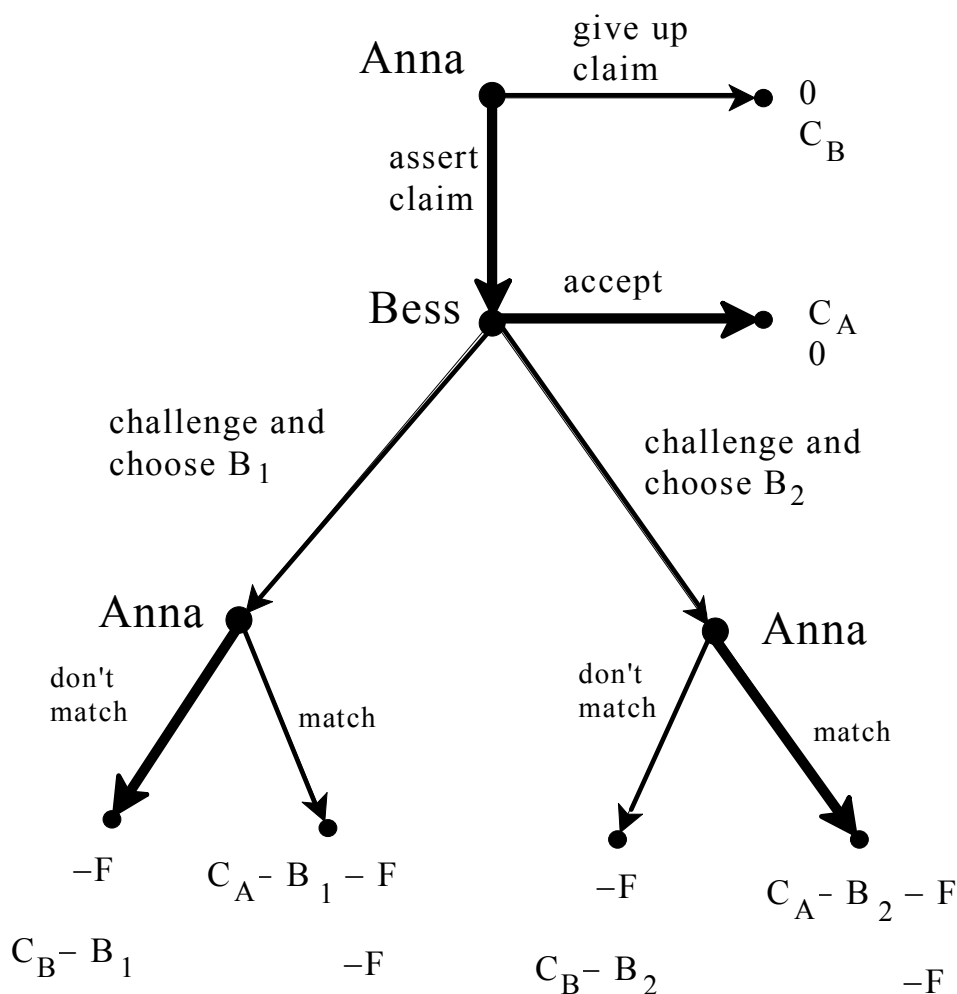 give up
claim
Anna
0
C_B
assert
claim
Bess
accept
C_A
0
challenge and
choose B_1
challenge and
choose B_2
Anna
Anna
don't
match
match
don't
match
match
–F
C_A – B_1 – F
–F
C_A – B_2 – F
C_B – B_1
–F
C_B – B_2
–F